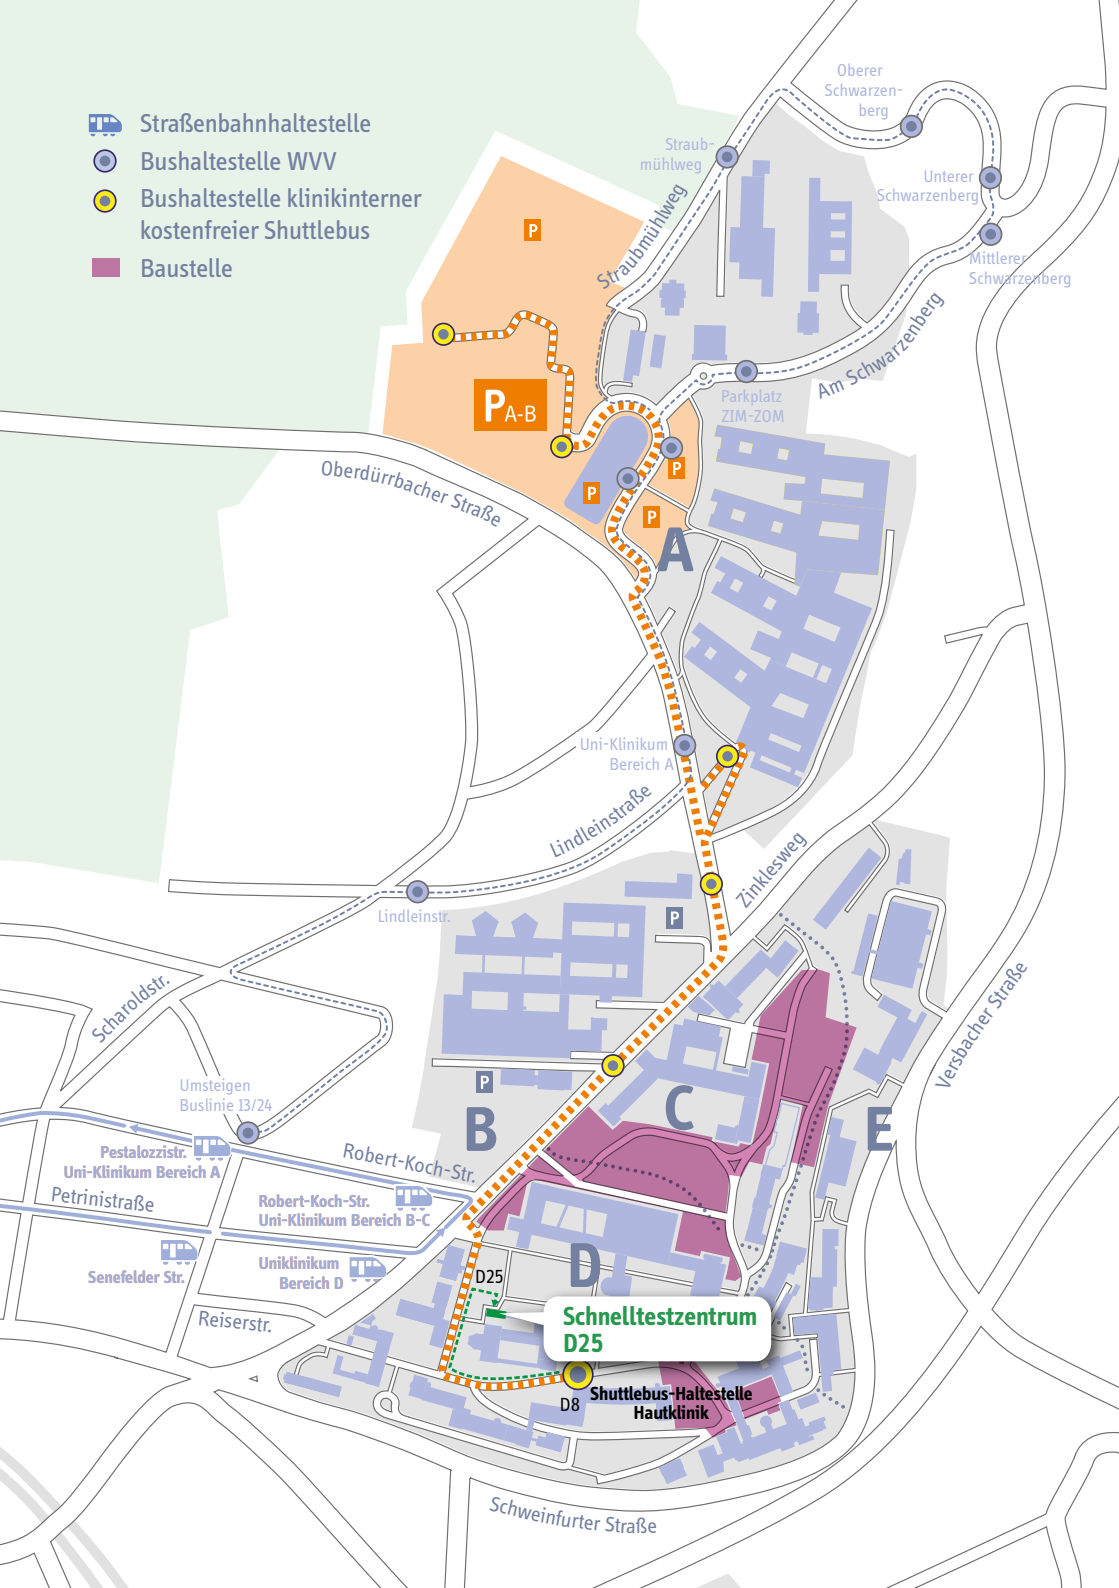 Straßenbahnhaltestelle
Bushaltestelle WVV
Bushaltestelle klinikinterner
kostenfreier Shuttlebus
Baustelle
Oberer
Schwarzen-
berg
Straub-
mühlweg
Unterer
Schwarzenberg
Mittlerer
Schwarzenberg
Straubmühlweg
P
Am Schwarzenberg
Parkplatz
ZIM-ZOM
PA-B
P
P
P
Oberdürrbacher Straße
A
Uni-Klinikum
Bereich A
Lindleinstraße
Zinklesweg
Lindleinstr.
P
Scharoldstr.
Versbacher Straße
Umsteigen
Buslinie 13/24
P
B
C
E
Pestalozzistr.
Uni-Klinikum Bereich A
Robert-Koch-Str.
Petrinistraße
Robert-Koch-Str.
Uni-Klinikum Bereich B-C
Senefelder Str.
Uniklinikum
Bereich D
D
D25
Reiserstr.
Schnelltestzentrum
D25
Shuttlebus-Haltestelle
Hautklinik
D8
Schweinfurter Straße